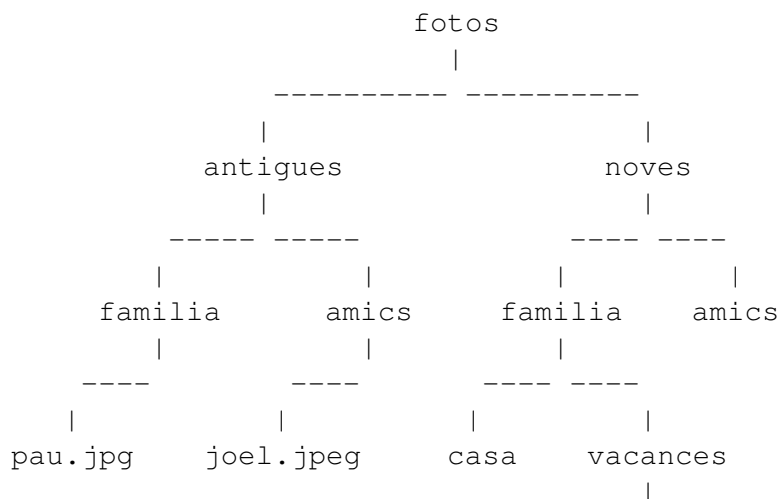 fotos
|
---------- ----------
| |
antigues noves
| |
----- ----- ---- ----
| | | |
familia amics familia amics
| | |
---- ---- ---- ----
| | | |
pau.jpg joel.jpeg casa vacances
|